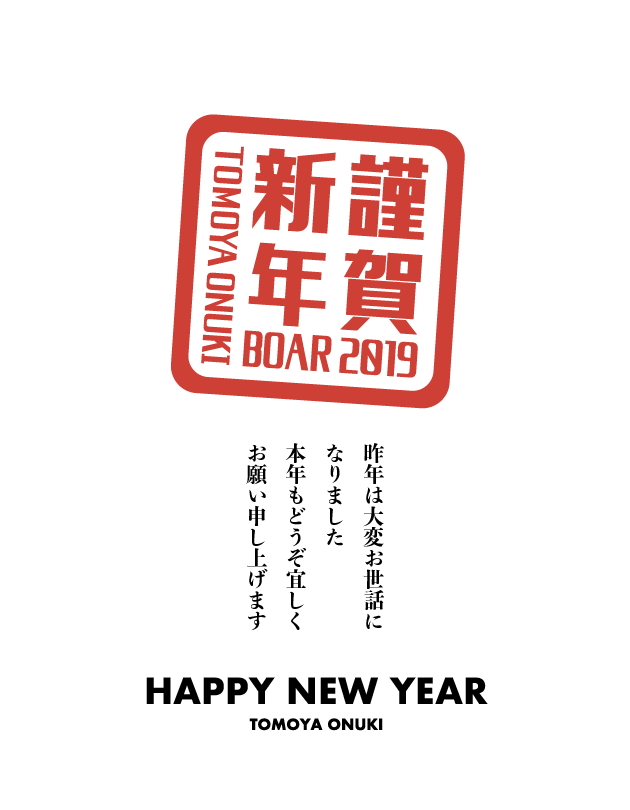 謹賀
新年
TOMOYA ONUKI
BOAR 2019
昨年は大変お世話に
なりました
本年もどうぞ宜しく
お願い申し上げます
HAPPY NEW YEAR
TOMOYA ONUKI